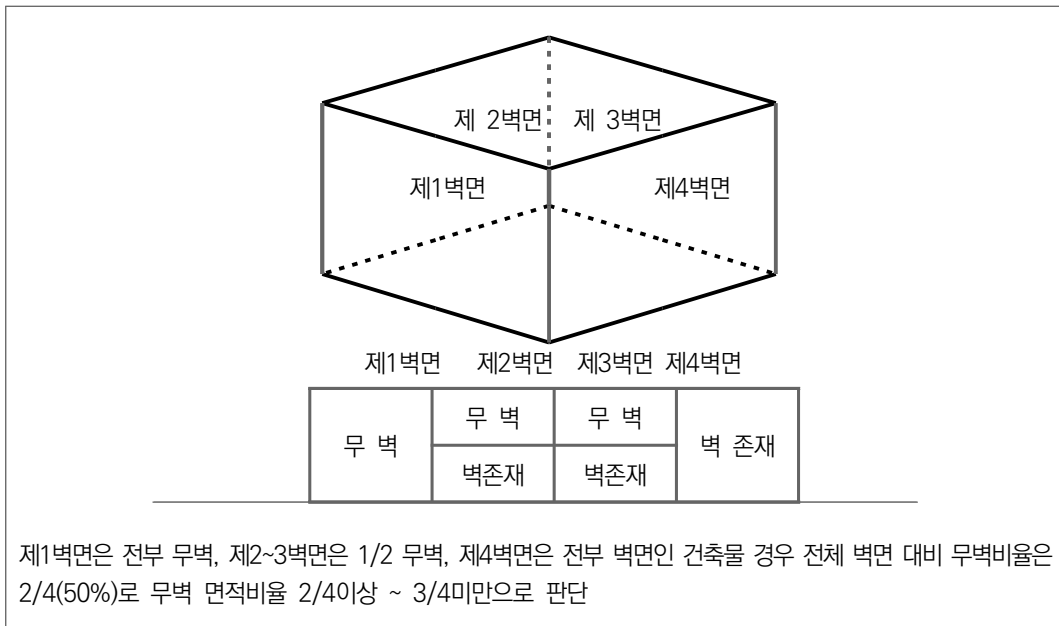 제 2벽면 제 3벽면
제1벽면 제4벽면
제1벽면 제2벽면 제3벽면 제4벽면
무 벽 무 벽
무 벽 벽 존재
벽존재 벽존재
제1벽면은 전부 무벽, 제2~3벽면은 1/2 무벽, 제4벽면은 전부 벽면인 건축물 경우 전체 벽면 대비 무벽비율은
2/4(50%)로 무벽 면적비율 2/4이상 ~ 3/4미만으로 판단